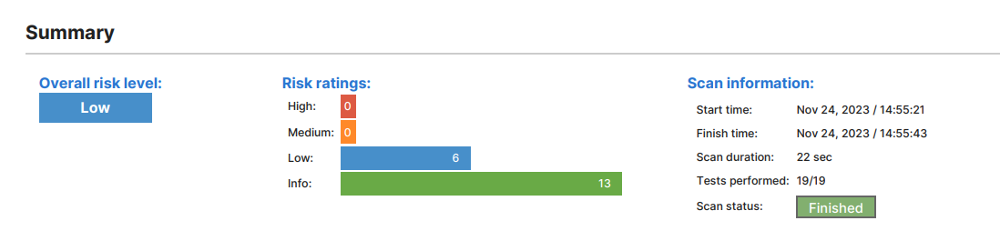 Summary
Overall risk level:
Low
Risk ratings:
High: 0
Medium: 0
Low: 6
Info: 13
Scan information:
Start time: Nov 24, 2023 / 14:55:21
Finish time: Nov 24, 2023 / 14:55:43
Scan duration: 22 sec
Tests performed: 19/19
Scan status: Finished